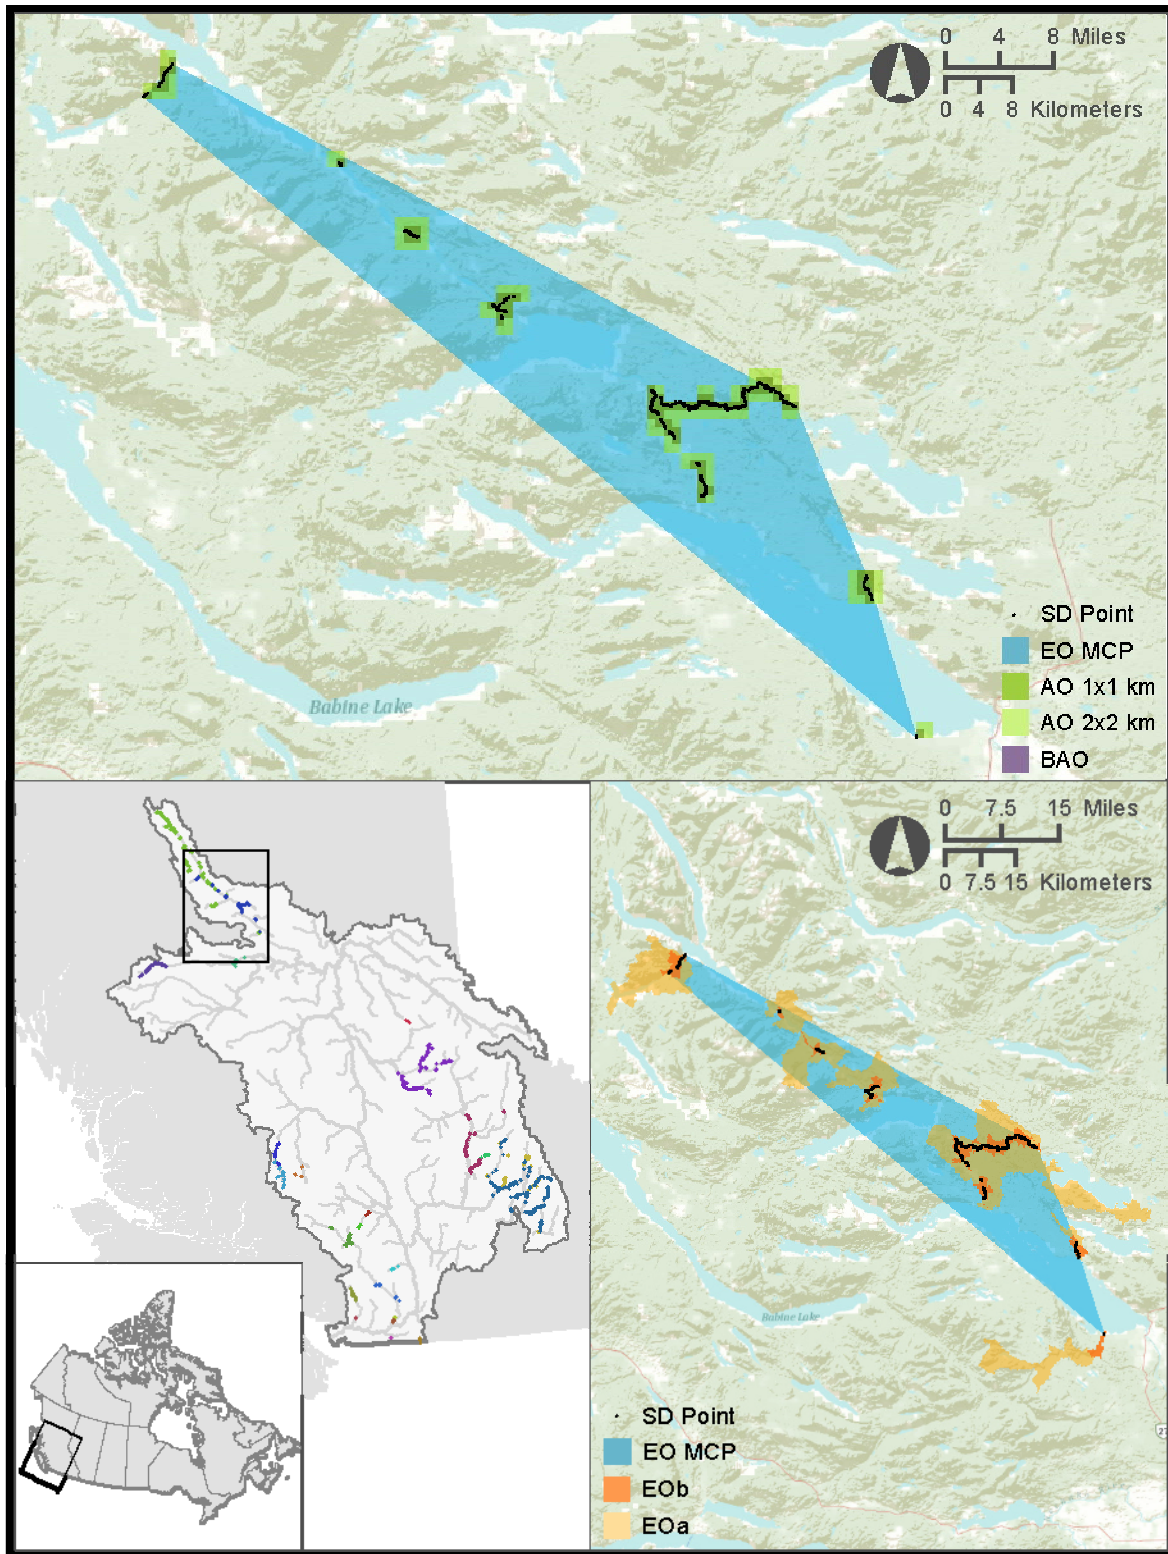 0 4 8 Miles
0 4 8 Kilometers
SD Point
EO MCP
AO 1x1 km
AO 2x2 km
BAO
Babine Lake
0 7.5 15 Miles
0 7.5 15 Kilometers
Babine Lake
SD Point
EO MCP
EOb
EOa